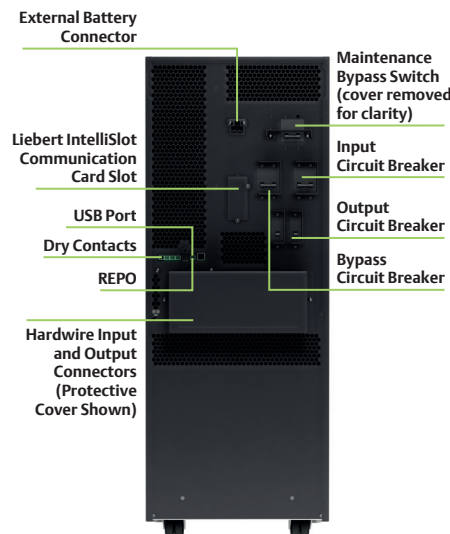 External Battery
Connector
Maintenance
Bypass Switch
(cover removed
for clarity)
Liebert IntelliSlot
Communication
Card Slot
Input
Circuit Breaker
USB Port
Output
Circuit Breaker
Dry Contacts
Bypass
Circuit Breaker
REPO
Hardwire Input
and Output
Connectors
(Protective
Cover Shown)